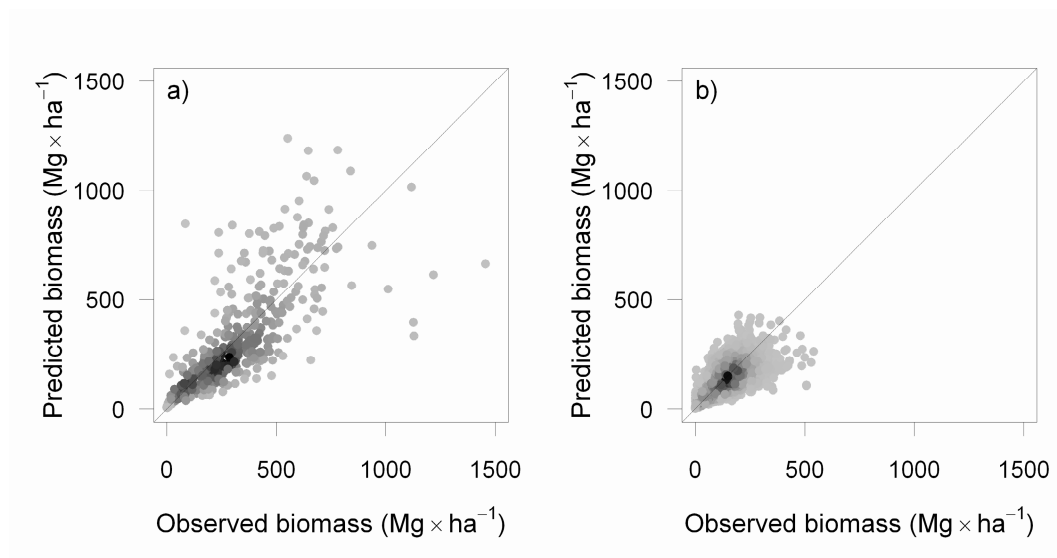 a)
Predicted biomass (Mg × ha⁻¹)
1500
1000
500
0
0 500 1000 1500
Observed biomass (Mg × ha⁻¹)
b)
Predicted biomass (Mg × ha⁻¹)
1500
1000
500
0
0 500 1000 1500
Observed biomass (Mg × ha⁻¹)